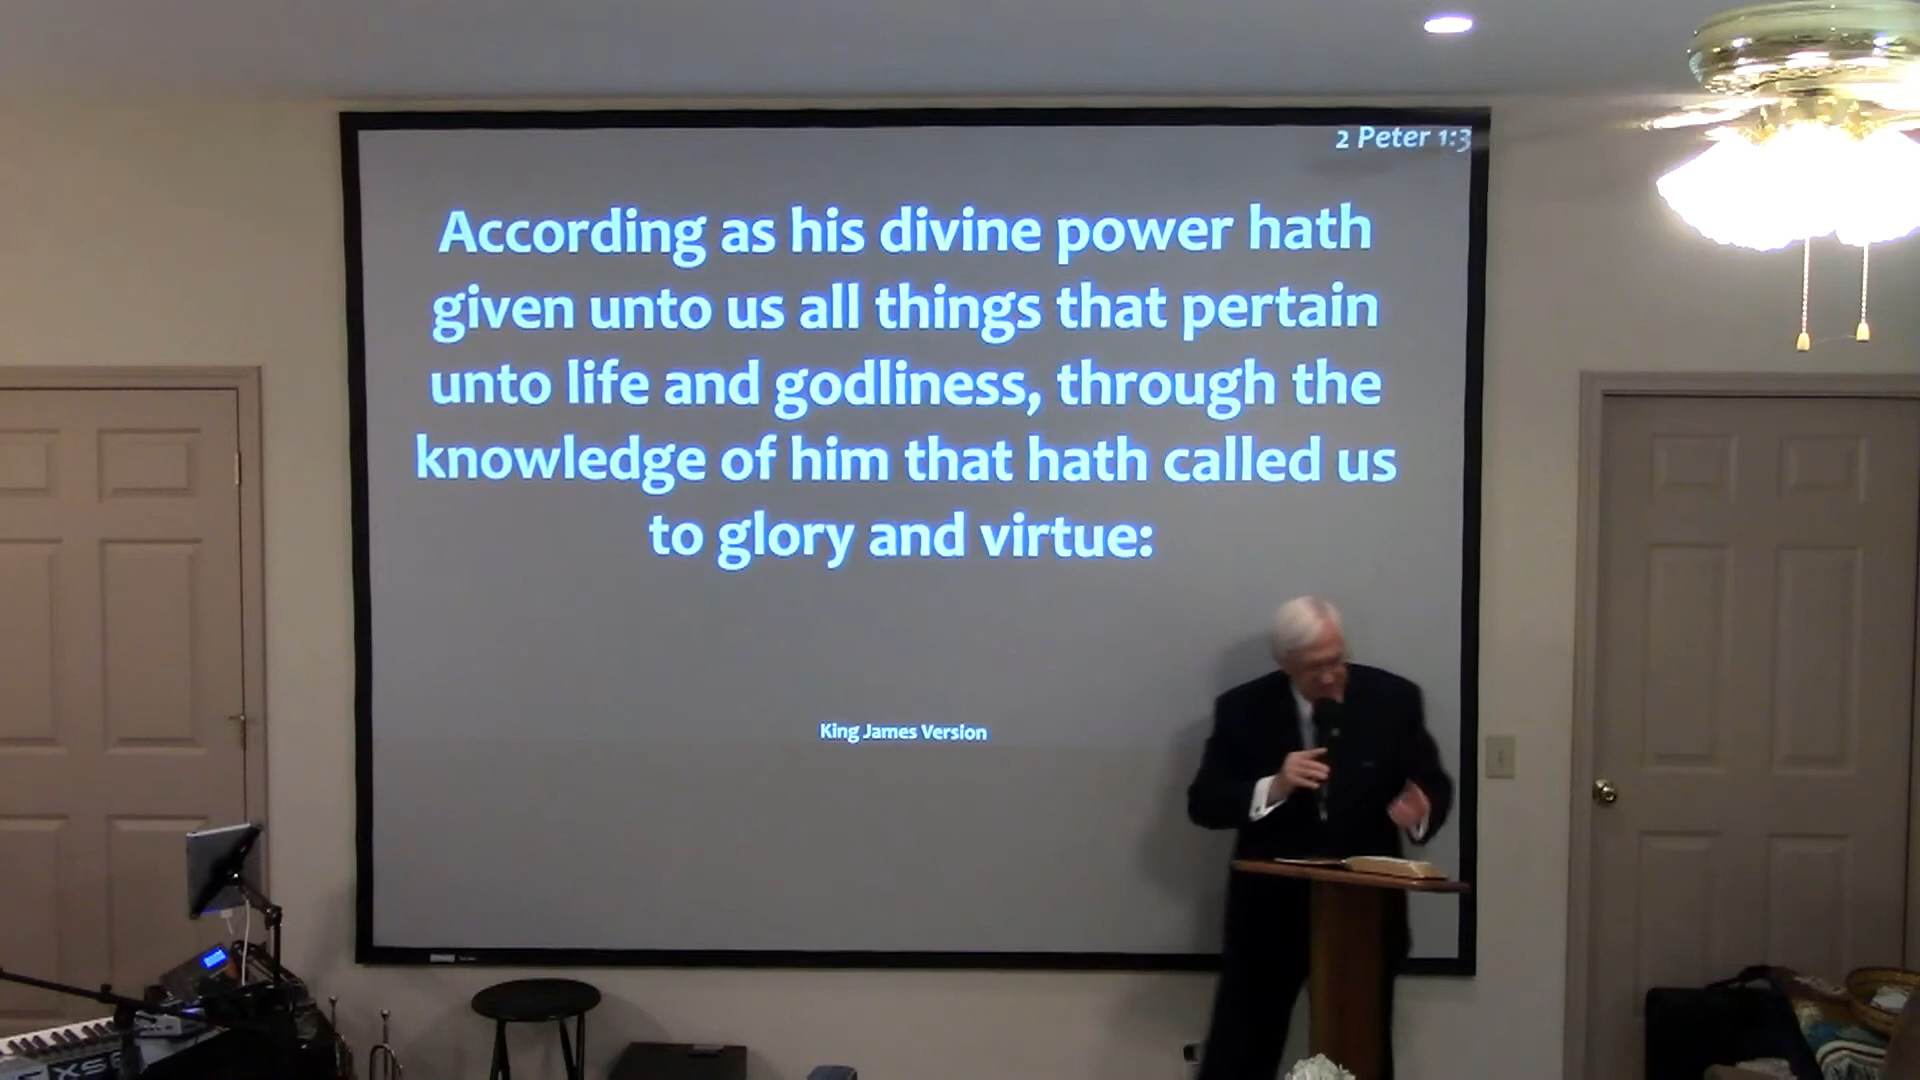 2 Peter 1:3
According as his divine power hath
given unto us all things that pertain
unto life and godliness, through the
knowledge of him that hath called us
to glory and virtue:
King James Version